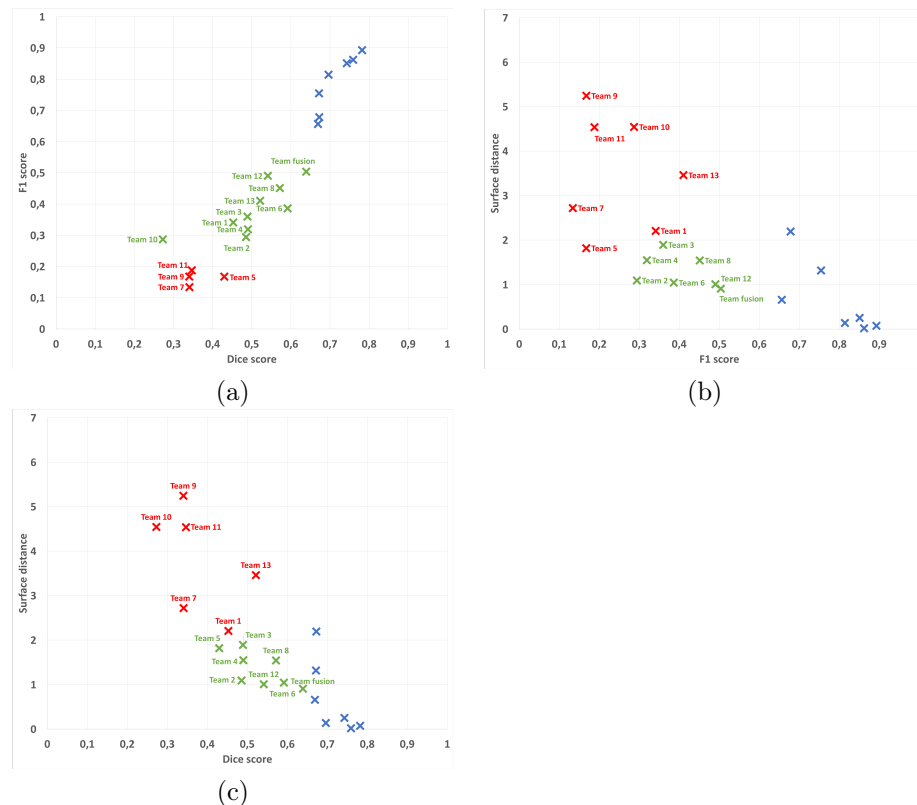 1
0,9
0,8
0,7
0,6
0,5
0,4
0,3
0,2
0,1
0
F1 score
Team fusion
Team 12
Team 8
Team 13
Team 6
Team 3
Team 1
Team 4
Team 2
Team 10
Team 11
Team 9
Team 5
Team 7
0 0,1 0,2 0,3 0,4 0,5 0,6 0,7 0,8 0,9 1
Dice score
(a)
7
6
5
4
3
2
1
0
Surface distance
Team 9
Team 10
Team 11
Team 13
Team 7
Team 1
Team 3
Team 5
Team 4
Team 8
Team 2
Team 6
Team 12
Team fusion
0 0,1 0,2 0,3 0,4 0,5 0,6 0,7 0,8 0,9
F1 score
(b)
7
6
5
4
3
2
1
0
Surface distance
Team 9
Team 10
Team 11
Team 13
Team 7
Team 1
Team 5
Team 3
Team 4
Team 8
Team 12
Team 2
Team fusion
Team 6
0 0,1 0,2 0,3 0,4 0,5 0,6 0,7 0,8 0,9 1
Dice score
(c)